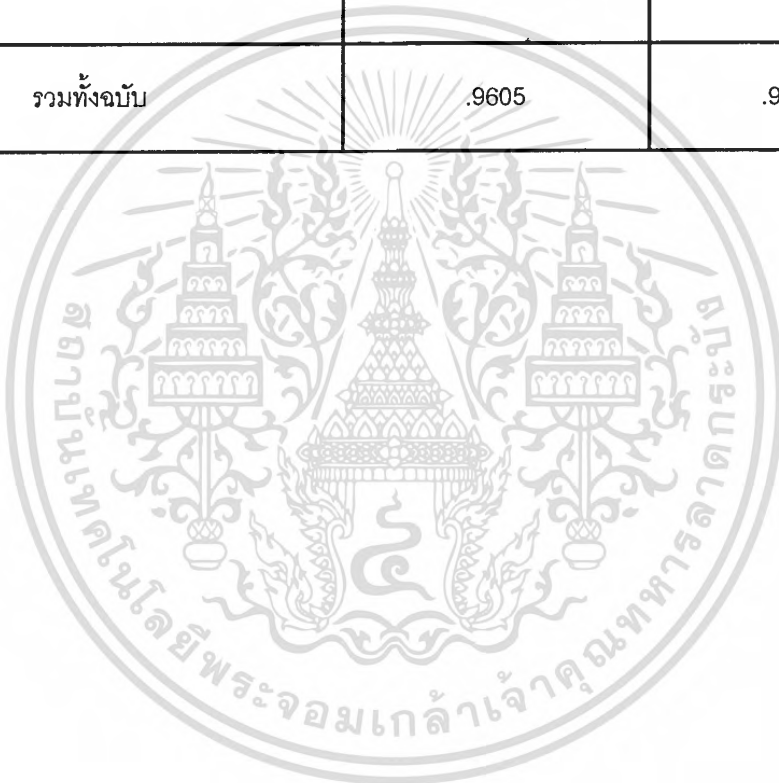 รวมทั้งฉบับ .9605 .9
สถาบันเทคโนโลยีพระจอมเกล้าเจ้าคุณทหารลาดกระบัง